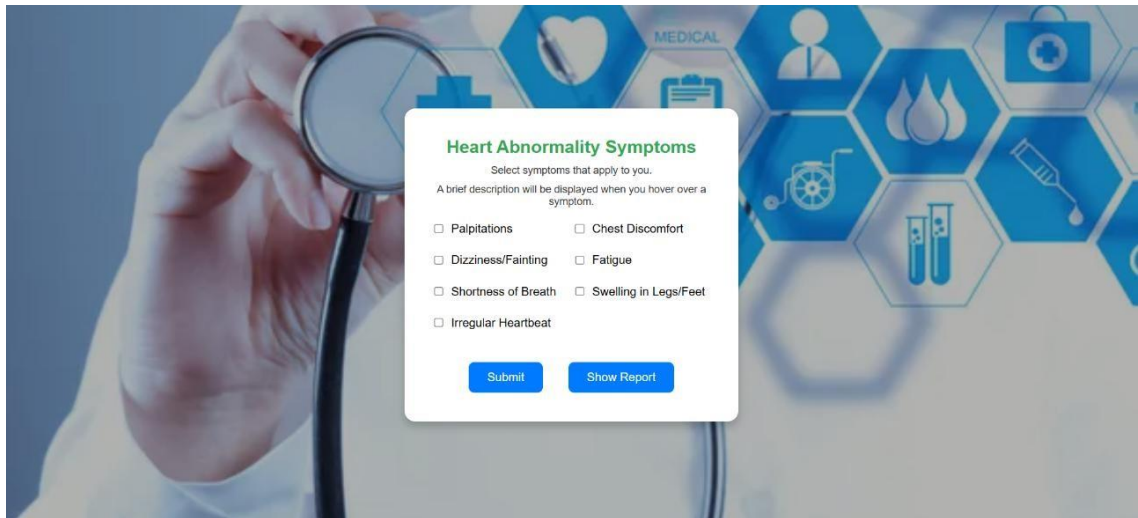 MEDICAL
Heart Abnormality Symptoms
Select symptoms that apply to you.
A brief description will be displayed when you hover over a
symptom.
Palpitations
Chest Discomfort
Dizziness/Fainting
Fatigue
Shortness of Breath
Swelling in Legs/Feet
Irregular Heartbeat
Submit
Show Report